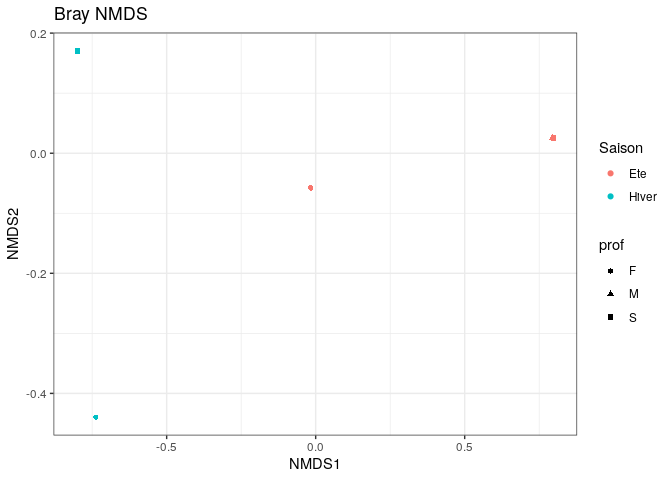 Bray NMDS
0.2
0.0
-0.2
-0.4
NMDS2
-0.5
0.0
0.5
NMDS1
Saison
Ete
Hiver
prof
F
M
S